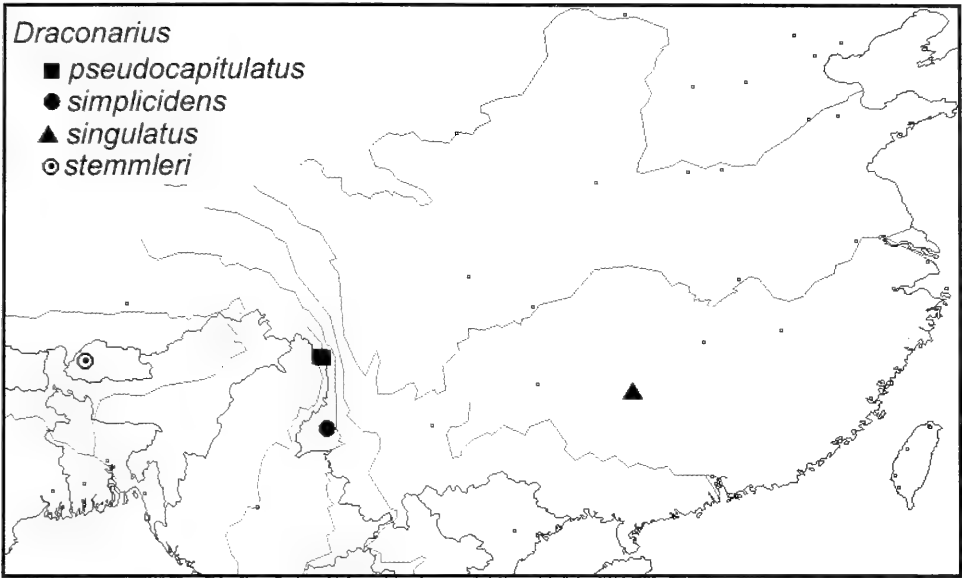 Draconarius
pseudocapitulatus
simplicidens
singulatus
stemmleri